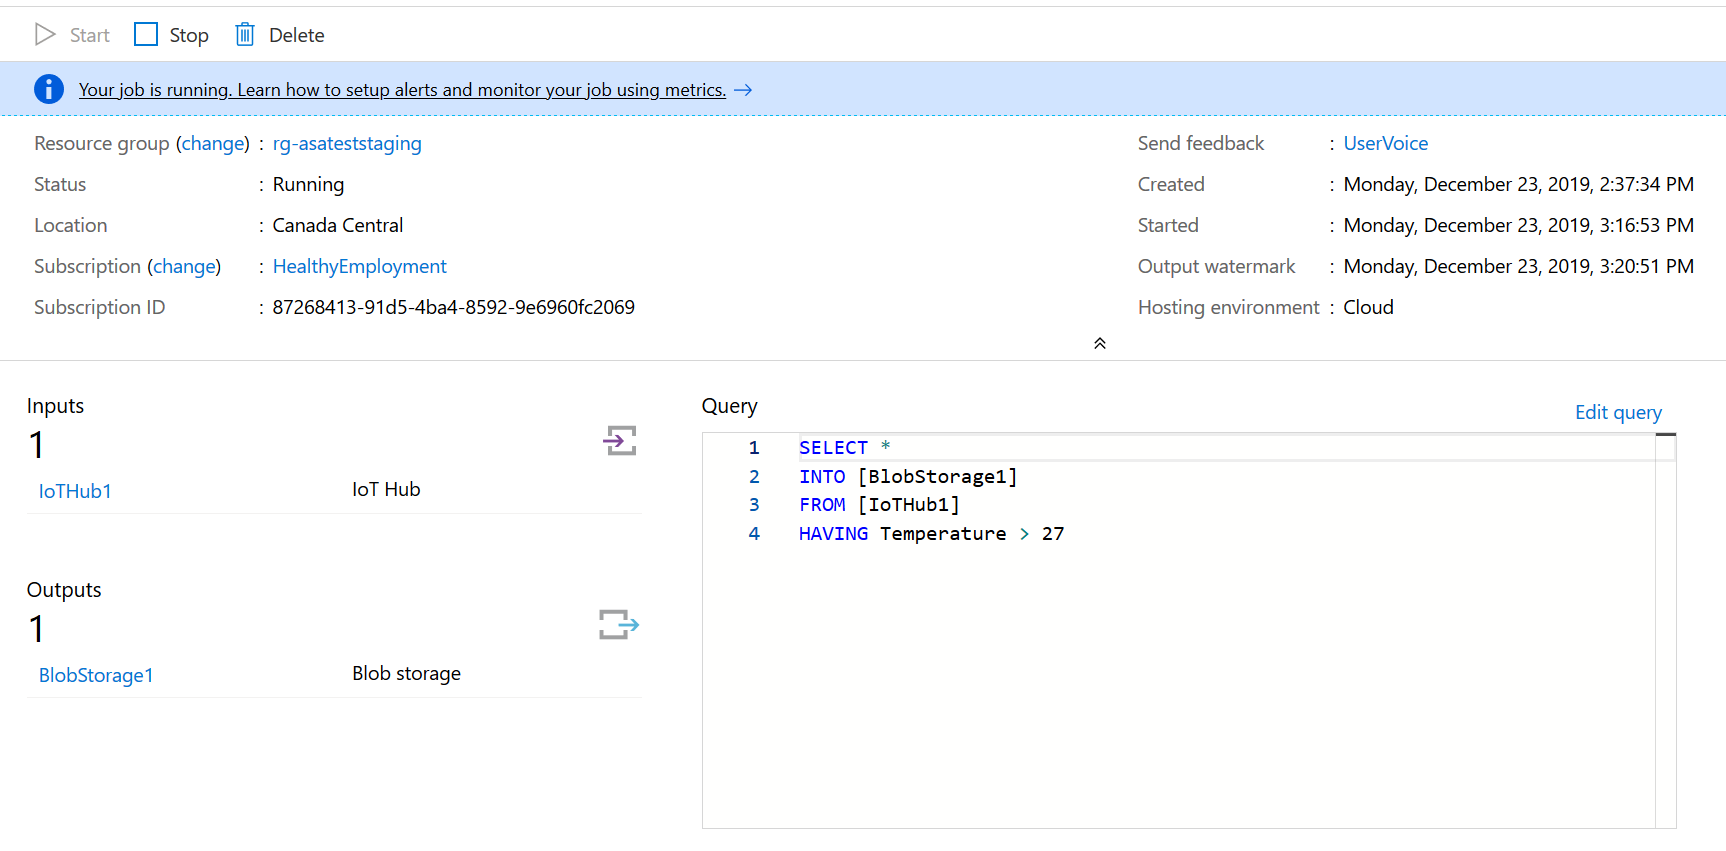 Start Stop Delete
Your job is running. Learn how to setup alerts and monitor your job using metrics. →
Resource group (change) : rg-asateststaging
Status : Running
Location : Canada Central
Subscription (change) : HealthyEmployment
Subscription ID : 87268413-91d5-4ba4-8592-9e6960fc2069
Send feedback : UserVoice
Created : Monday, December 23, 2019, 2:37:34 PM
Started : Monday, December 23, 2019, 3:16:53 PM
Output watermark : Monday, December 23, 2019, 3:20:51 PM
Hosting environment : Cloud
Inputs
1
IoTHub1 IoT Hub
Outputs
1
BlobStorage1 Blob storage
Query
Edit query
1 SELECT *
2 INTO [BlobStorage1]
3 FROM [IoTHub1]
4 HAVING Temperature > 27